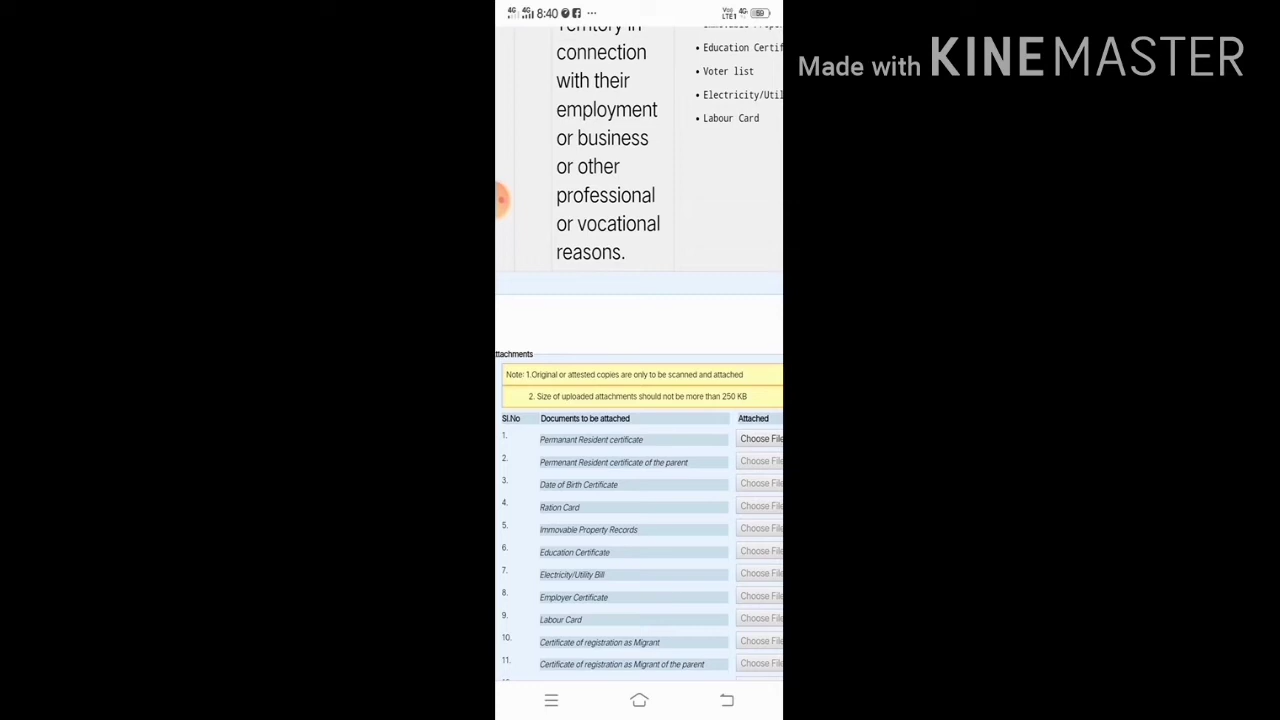 8:40
59
Made with KINEMASTER
Territory in
connection
with their
employment
or business
or other
professional
or vocational
reasons.
• Education Certif
• Voter list
• Electricity/Util
• Labour Card
ttachments
Note: 1.Original or attested copies are only to be scanned and attached
2. Size of uploaded attachments should not be more than 250 KB
Sl.No Documents to be attached Attached
1. Permanant Resident certificate Choose File
2. Permenant Resident certificate of the parent Choose File
3. Date of Birth Certificate Choose File
4. Ration Card Choose File
5. Immovable Property Records Choose File
6. Education Certificate Choose File
7. Electricity/Utility Bill Choose File
8. Employer Certificate Choose File
9. Labour Card Choose File
10. Certificate of registration as Migrant Choose File
11. Certificate of registration as Migrant of the parent Choose File